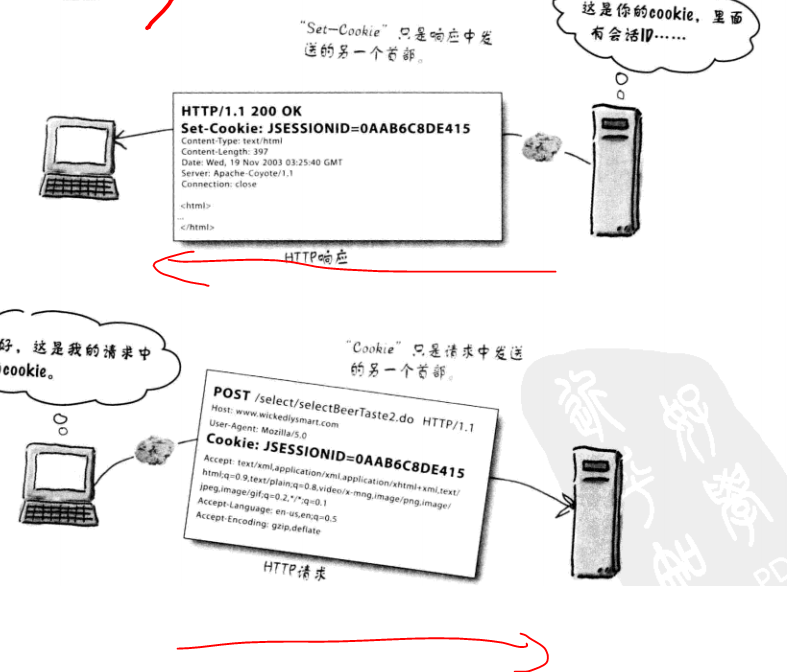 这是你的cookie，里面
有会话ID……
“Set-Cookie” 只是响应中发
送的另一个首部。
HTTP/1.1 200 OK
Set-Cookie: JSESSIONID=0AAB6C8DE415
Content-Type: text/html
Content-Length: 397
Date: Wed, 19 Nov 2003 03:25:40 GMT
Server: Apache-Coyote/1.1
Connection: close
<html>
...
</html>
HTTP响应
好，这是我的请求中
cookie。
“Cookie” 只是请求中发送
的另一个首部。
POST /select/selectBeerTaste2.do HTTP/1.1
Host: www.wickedlysmart.com
User-Agent: Mozilla/5.0
Cookie: JSESSIONID=0AAB6C8DE415
Accept: text/xml,application/xml,application/xhtml+xml,text/
html;q=0.9,text/plain;q=0.8,video/x-mng,image/png,image/
jpeg,image/gif;q=0.2,*/*;q=0.1
Accept-Language: en-us,en;q=0.5
Accept-Encoding: gzip,deflate
HTTP请求
PD